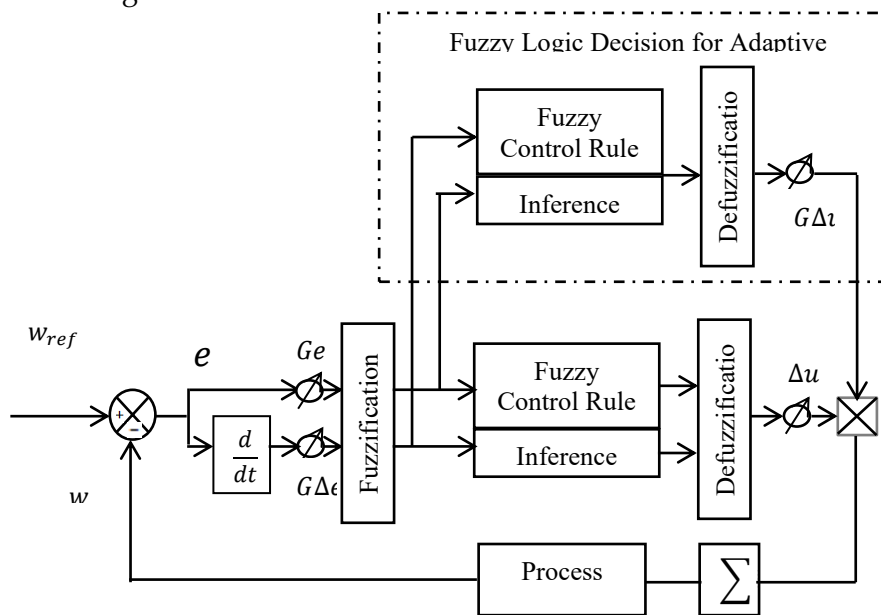 Fuzzy Logic Decision for Adaptive
Fuzzy
Control Rule
Inference
Defuzzificatio
GΔı
w_ref
e
Ge
d
dt
GΔe
w
+
−
Fuzzification
Fuzzy
Control Rule
Inference
Defuzzificatio
Δu
Process
∑